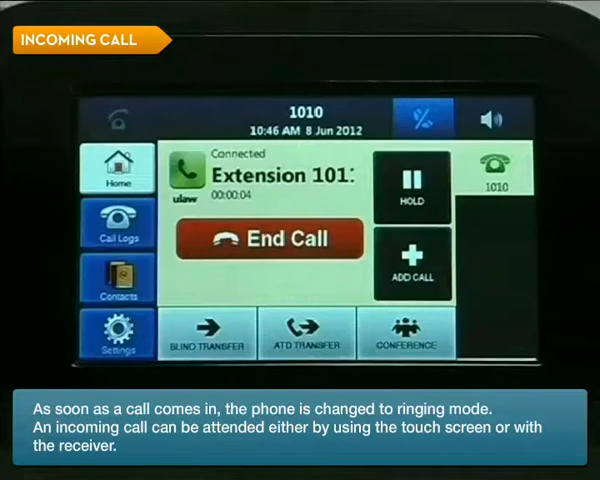 INCOMING CALL
1010
10:46 AM 8 Jun 2012
Home
Connected
Extension 101:
ulaw
00:00:04
HOLD
1010
Call Logs
End Call
ADD CALL
Contacts
Settings
BLIND TRANSFER
ATD TRANSFER
CONFERENCE
As soon as a call comes in, the phone is changed to ringing mode.
An incoming call can be attended either by using the touch screen or with
the receiver.